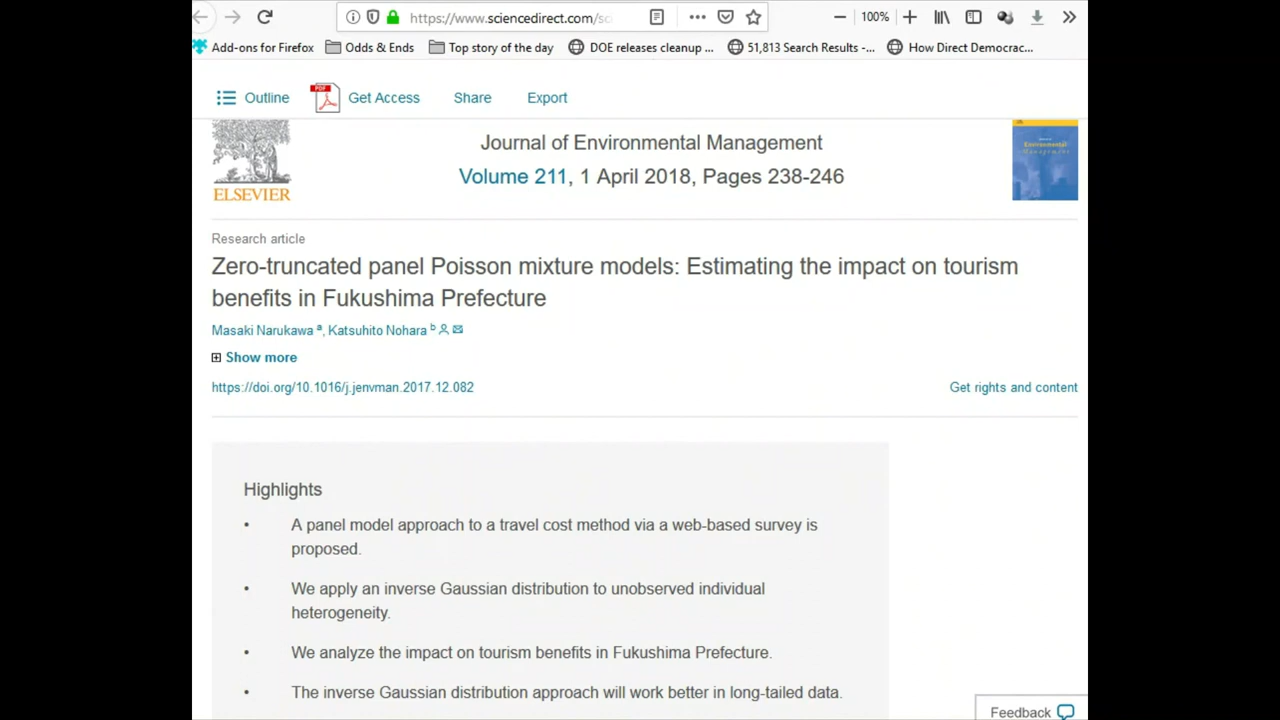 https://www.sciencedirect.com/sc
100%
Add-ons for Firefox
Odds & Ends
Top story of the day
DOE releases cleanup ...
51,813 Search Results -...
How Direct Democrac...
Outline
Get Access
Share
Export
ELSEVIER
Journal of Environmental Management
Volume 211, 1 April 2018, Pages 238-246
Research article
Zero-truncated panel Poisson mixture models: Estimating the impact on tourism
benefits in Fukushima Prefecture
Masaki Narukawa a, Katsuhito Nohara b
Show more
https://doi.org/10.1016/j.jenvman.2017.12.082
Get rights and content
Highlights
• A panel model approach to a travel cost method via a web-based survey is
proposed.
• We apply an inverse Gaussian distribution to unobserved individual
heterogeneity.
• We analyze the impact on tourism benefits in Fukushima Prefecture.
• The inverse Gaussian distribution approach will work better in long-tailed data.
Feedback